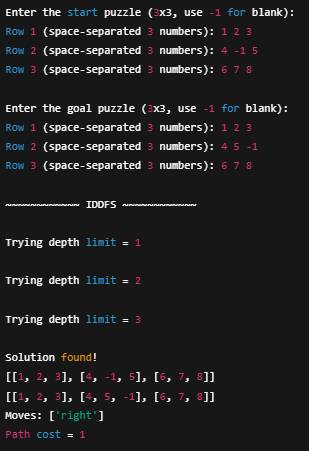 Enter the start puzzle (3x3, use -1 for blank):
Row 1 (space-separated 3 numbers): 1 2 3
Row 2 (space-separated 3 numbers): 4 -1 5
Row 3 (space-separated 3 numbers): 6 7 8
Enter the goal puzzle (3x3, use -1 for blank):
Row 1 (space-separated 3 numbers): 1 2 3
Row 2 (space-separated 3 numbers): 4 5 -1
Row 3 (space-separated 3 numbers): 6 7 8
~~~~~~~~~~~~ IDDFS ~~~~~~~~~~~~
Trying depth limit = 1
Trying depth limit = 2
Trying depth limit = 3
Solution found!
[[1, 2, 3], [4, -1, 5], [6, 7, 8]]
[[1, 2, 3], [4, 5, -1], [6, 7, 8]]
Moves: ['right']
Path cost = 1